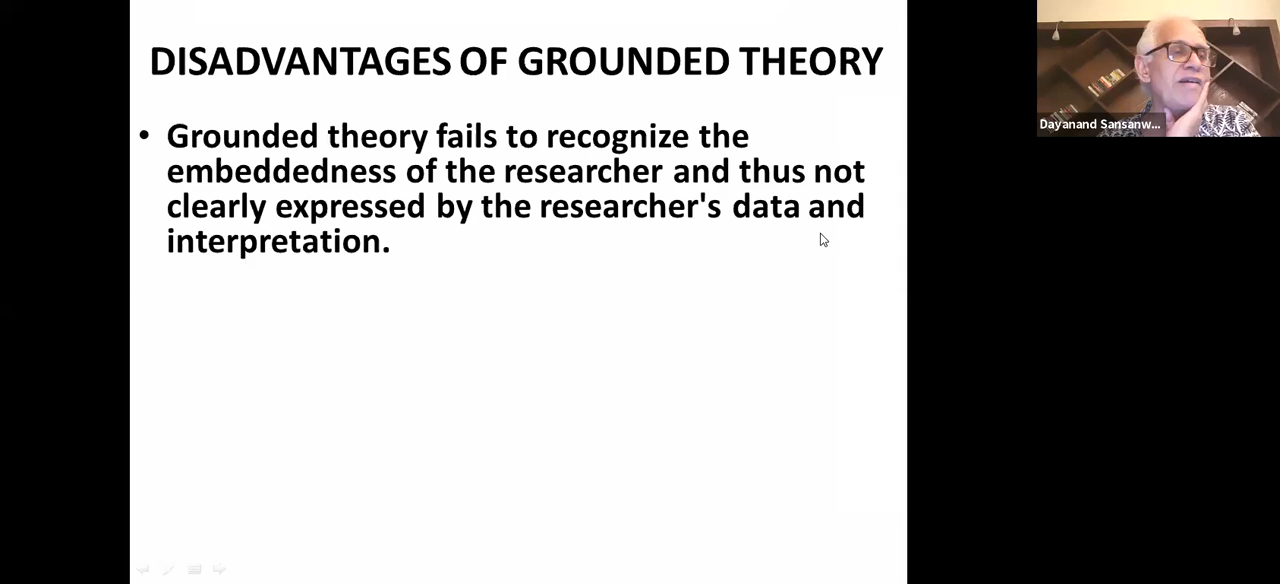 DISADVANTAGES OF GROUNDED THEORY
• Grounded theory fails to recognize the
embeddedness of the researcher and thus not
clearly expressed by the researcher's data and
interpretation.
Dayanand Sansanw...